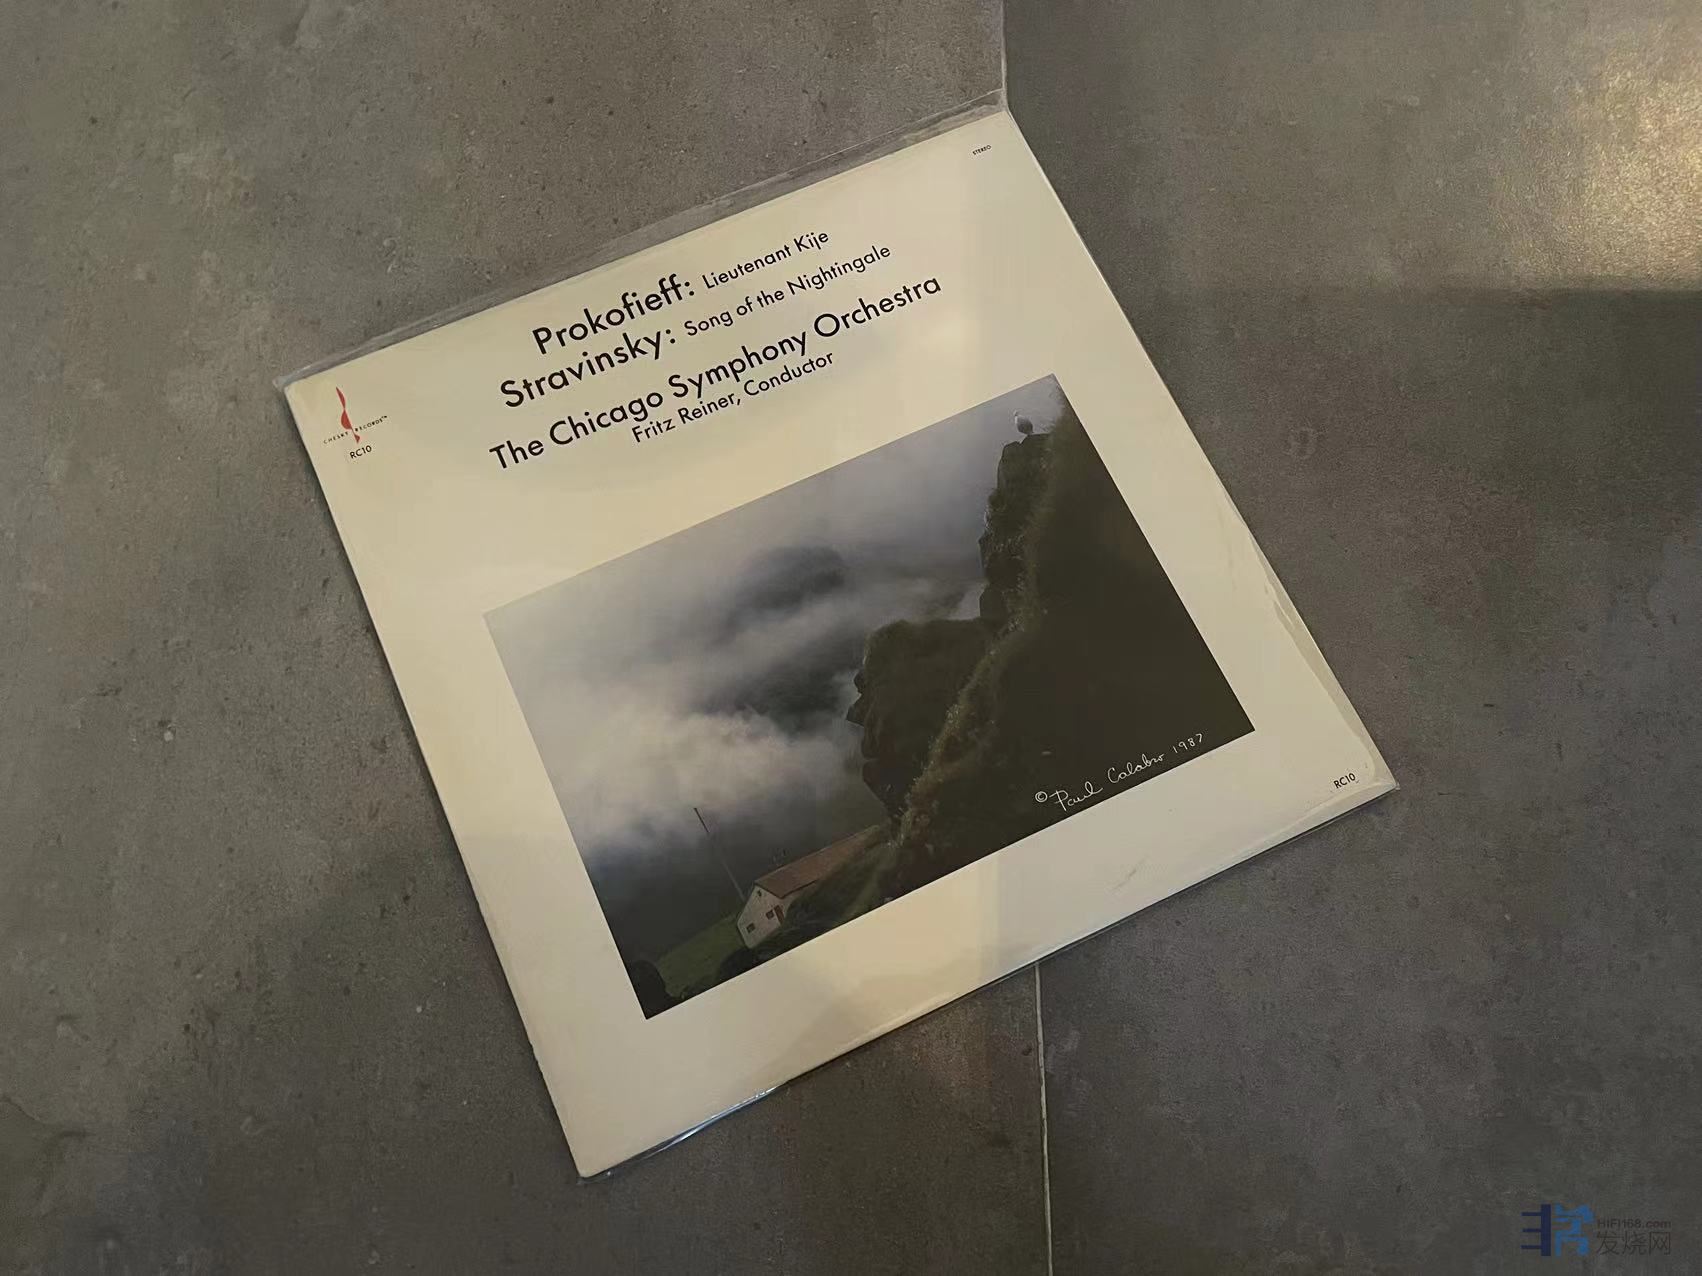 STEREO
Prokofieff: Lieutenant Kije
Stravinsky: Song of the Nightingale
The Chicago Symphony Orchestra
Fritz Reiner, Conductor
CHESKY RECORDS™
RC10
© Paul Calabro 1987
RC10
HIFI168.com
发烧网